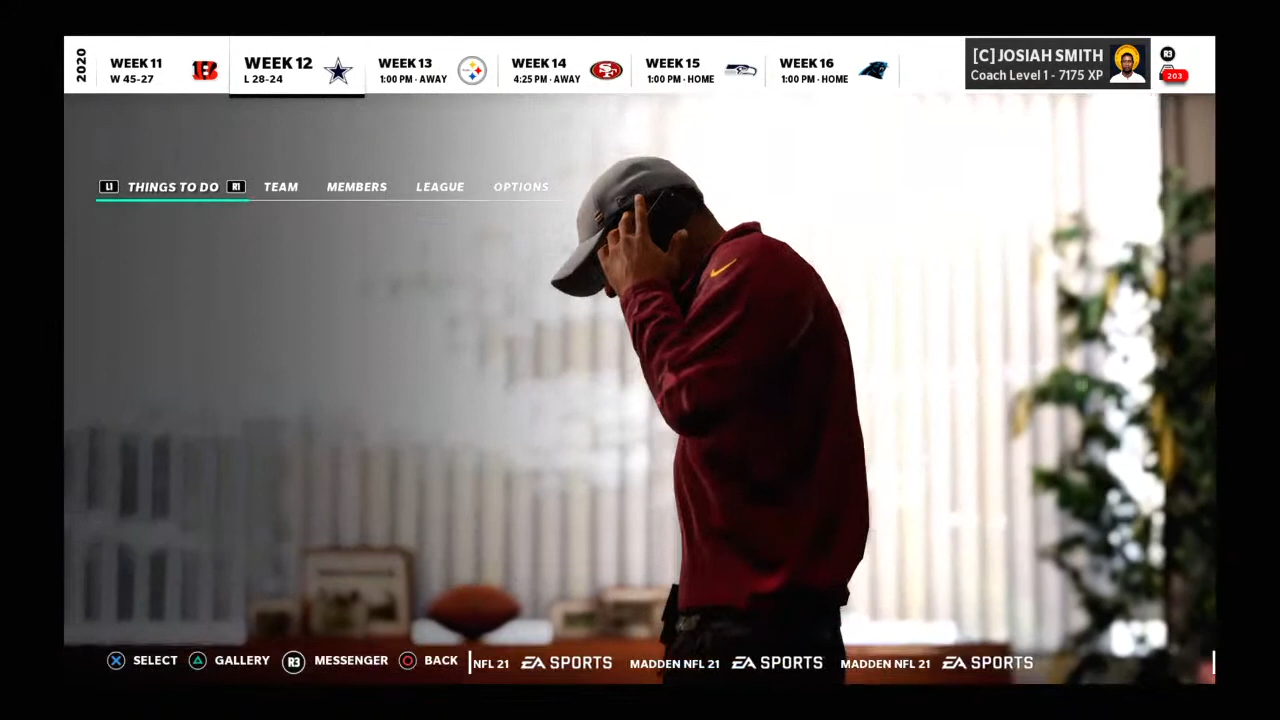 2020
WEEK 11
W 45-27
WEEK 12
L 28-24
WEEK 13
1:00 PM · AWAY
WEEK 14
4:25 PM · AWAY
WEEK 15
1:00 PM · HOME
WEEK 16
1:00 PM · HOME
[C] JOSIAH SMITH
Coach Level 1 - 7175 XP
R3
203
L1 THINGS TO DO R1 TEAM MEMBERS LEAGUE OPTIONS
SELECT GALLERY R3 MESSENGER BACK NFL 21 EA SPORTS MADDEN NFL 21 EA SPORTS MADDEN NFL 21 EA SPORTS